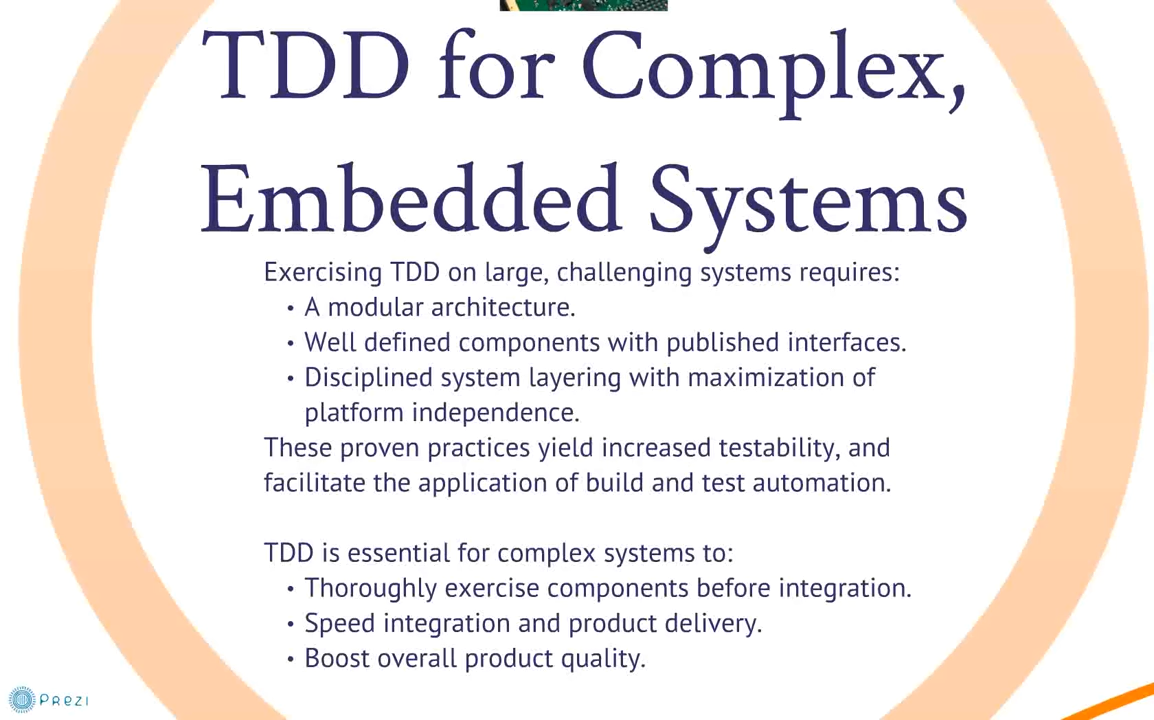 TDD for Complex,
Embedded Systems
Exercising TDD on large, challenging systems requires:
• A modular architecture.
• Well defined components with published interfaces.
• Disciplined system layering with maximization of
platform independence.
These proven practices yield increased testability, and
facilitate the application of build and test automation.
TDD is essential for complex systems to:
• Thoroughly exercise components before integration.
• Speed integration and product delivery.
• Boost overall product quality.
Prezi